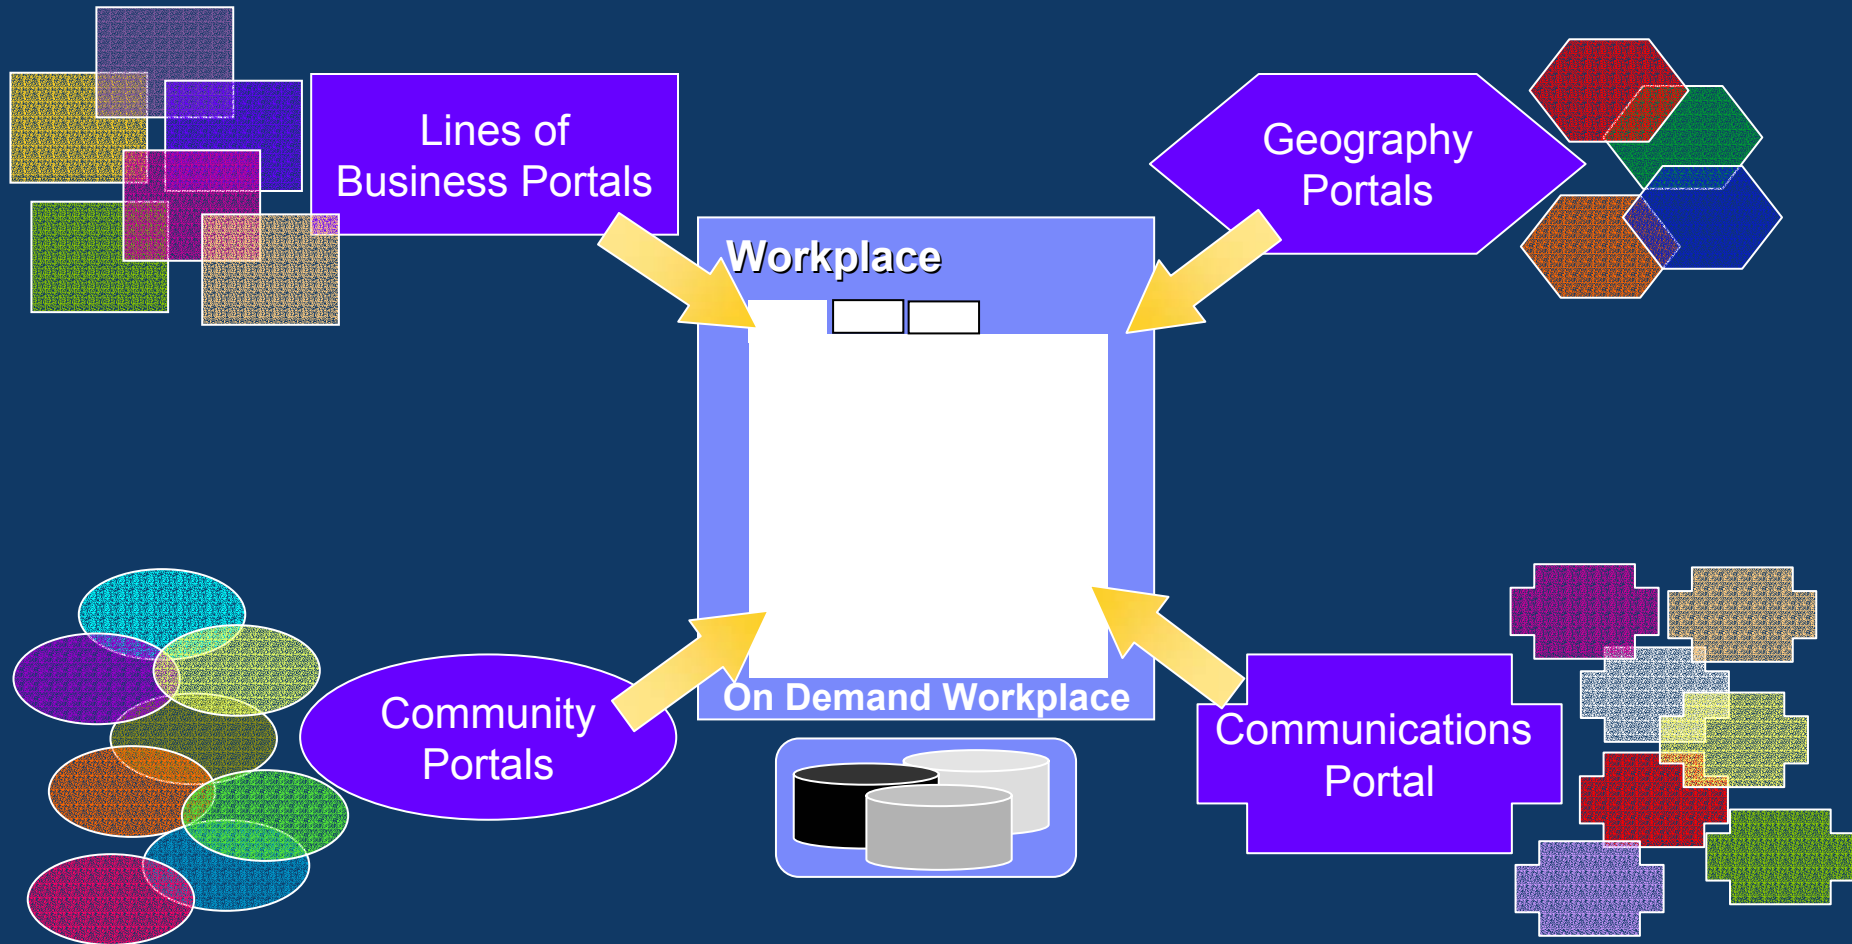 Lines of
Business Portals
Geography
Portals
Workplace
On Demand Workplace
Community
Portals
Communications
Portal